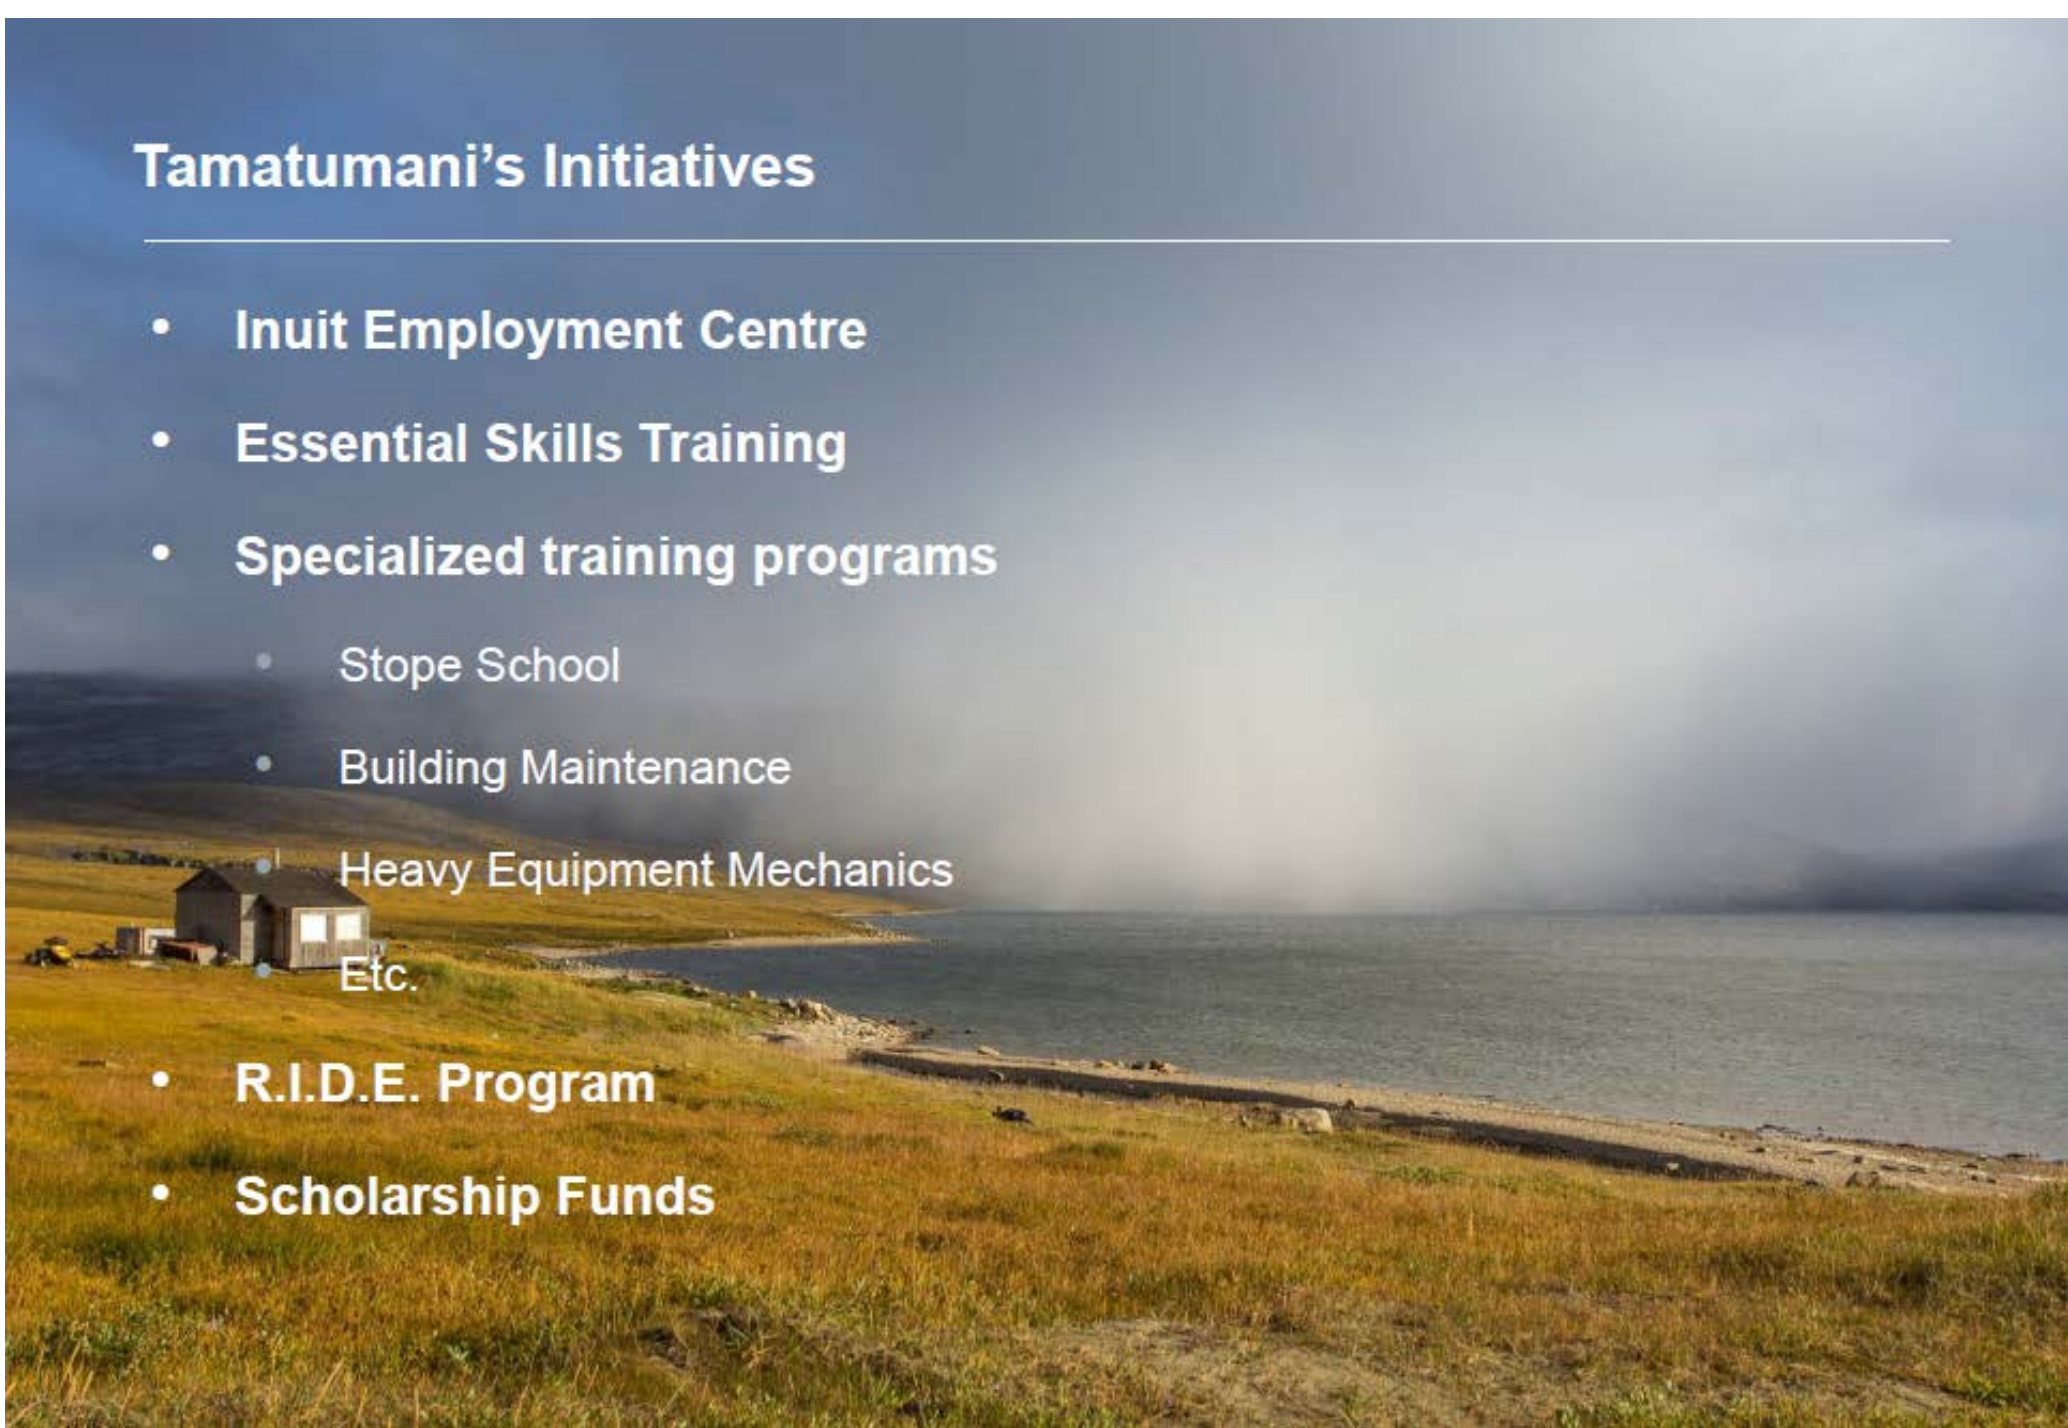 Tamatumani's Initiatives
• Inuit Employment Centre
• Essential Skills Training
• Specialized training programs
• Stope School
• Building Maintenance
• Heavy Equipment Mechanics
• Etc.
• R.I.D.E. Program
• Scholarship Funds